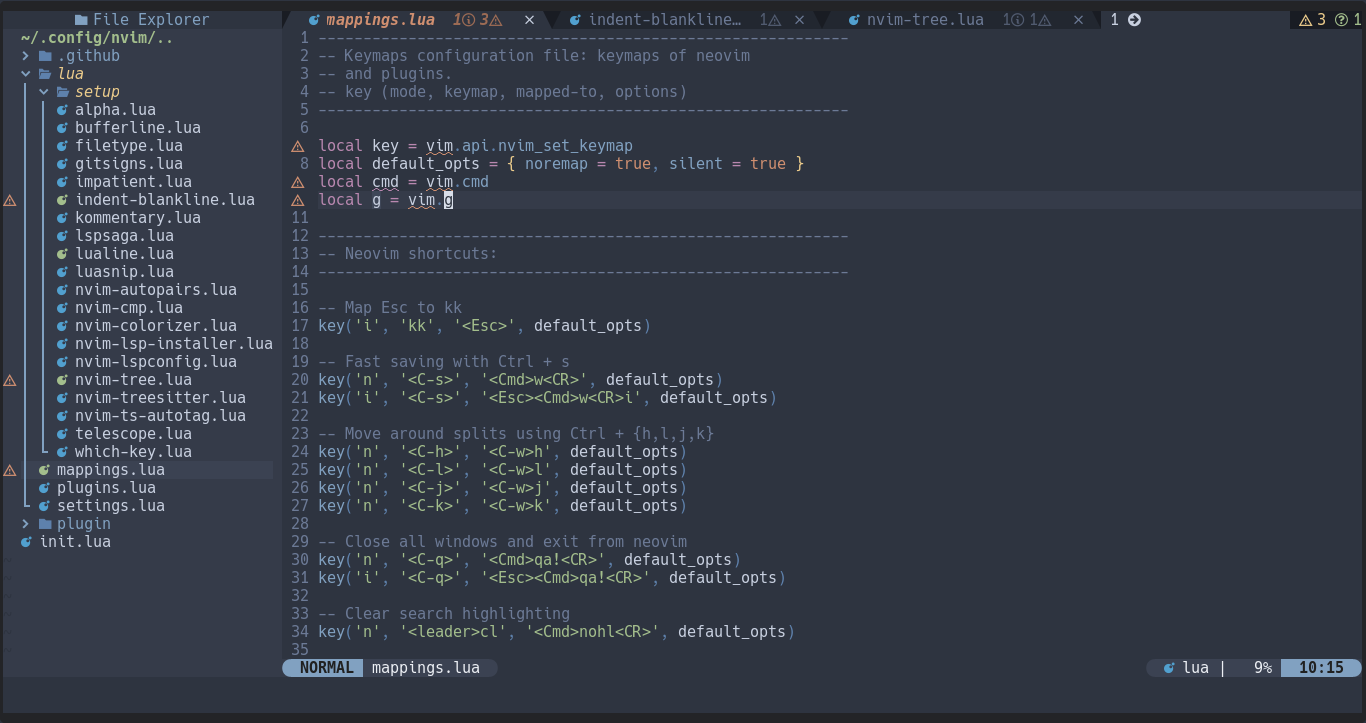 File Explorer
~/.config/nvim/..
.github
lua
setup
alpha.lua
bufferline.lua
filetype.lua
gitsigns.lua
impatient.lua
indent-blankline.lua
kommentary.lua
lspsaga.lua
lualine.lua
luasnip.lua
nvim-autopairs.lua
nvim-cmp.lua
nvim-colorizer.lua
nvim-lsp-installer.lua
nvim-lspconfig.lua
nvim-tree.lua
nvim-treesitter.lua
nvim-ts-autotag.lua
telescope.lua
which-key.lua
mappings.lua
plugins.lua
settings.lua
plugin
init.lua
mappings.lua 1 3 × indent-blankline… 1 × nvim-tree.lua 1 1 × 1 3 1
1 -----------------------------------------------------------
2 -- Keymaps configuration file: keymaps of neovim
3 -- and plugins.
4 -- key (mode, keymap, mapped-to, options)
5 -----------------------------------------------------------
6
local key = vim.api.nvim_set_keymap
8 local default_opts = { noremap = true, silent = true }
local cmd = vim.cmd
local g = vim.g
11
12 -----------------------------------------------------------
13 -- Neovim shortcuts:
14 -----------------------------------------------------------
15
16 -- Map Esc to kk
17 key('i', 'kk', '<Esc>', default_opts)
18
19 -- Fast saving with Ctrl + s
20 key('n', '<C-s>', '<Cmd>w<CR>', default_opts)
21 key('i', '<C-s>', '<Esc><Cmd>w<CR>i', default_opts)
22
23 -- Move around splits using Ctrl + {h,l,j,k}
24 key('n', '<C-h>', '<C-w>h', default_opts)
25 key('n', '<C-l>', '<C-w>l', default_opts)
26 key('n', '<C-j>', '<C-w>j', default_opts)
27 key('n', '<C-k>', '<C-w>k', default_opts)
28
29 -- Close all windows and exit from neovim
30 key('n', '<C-q>', '<Cmd>qa!<CR>', default_opts)
31 key('i', '<C-q>', '<Esc><Cmd>qa!<CR>', default_opts)
32
33 -- Clear search highlighting
34 key('n', '<leader>cl', '<Cmd>nohl<CR>', default_opts)
35
NORMAL mappings.lua lua | 9% 10:15